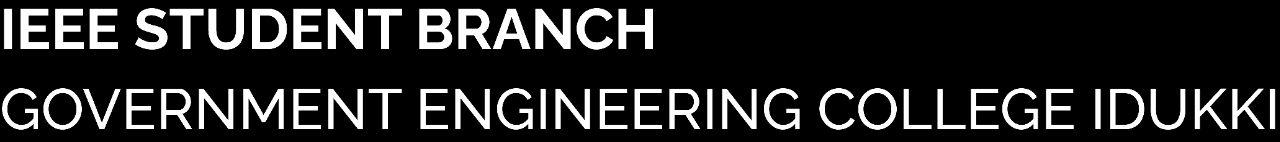 IEEE STUDENT BRANCH
GOVERNMENT ENGINEERING COLLEGE IDUKKI